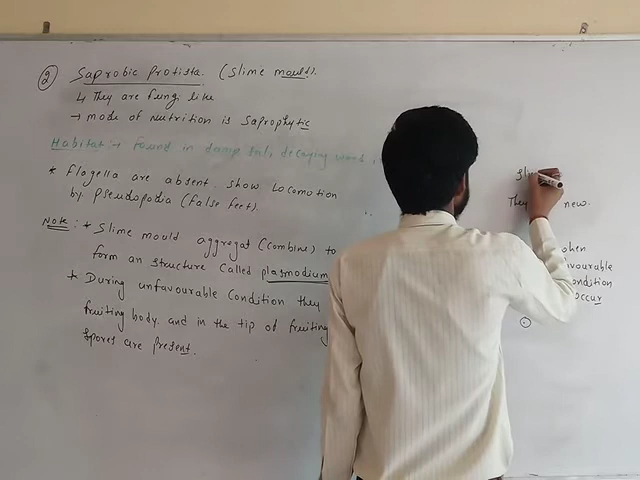 ② Saprobic Protista. (Slime mould).
↳ They are fungi like
→ mode of nutrition is Saprophytic
Habitat :→ found in damp soil, decaying wood,
* Flagella are absent. show Locomotion
by Pseudopodia (false feet).
Note : * Slime mould aggregat (combine) to
form an structure Called plasmodium
* During unfavourable Condition they
fruiting body. and in the tip of fruiting
spores are present.
They new.
ondition
occur